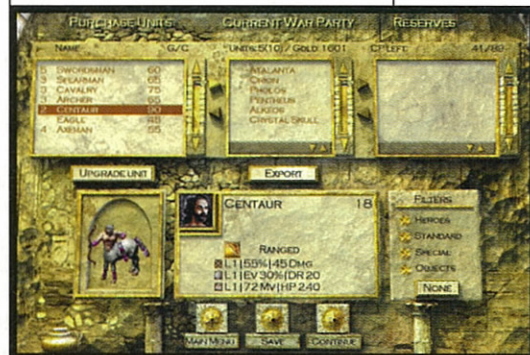 PURCHASE UNITS
CURRENT WAR PARTY
RESERVES
NAME G/C
UNITS: 5(10) / GOLD: 1601
CP LEFT: 41/89
5 SWORDSMAN 60
3 SPEARMAN 65
3 CAVALRY 75
3 ARCHER 65
2 CENTAUR 90
EAGLE 45
4 AXEMAN 55
ATALANTA
ORION
PHOLOS
PENTHEUS
ALKEOS
CRYSTAL SKULL
UPGRADE UNIT
EXPORT
CENTAUR 18
RANGED
L1|55%|45 DMG
L1|EV 30%|DR 20
L1|72 MV|HP 240
FILTERS
HEROES
STANDARD
SPECIAL
OBJECTS
NONE
MAIN MENU
SAVE
CONTINUE